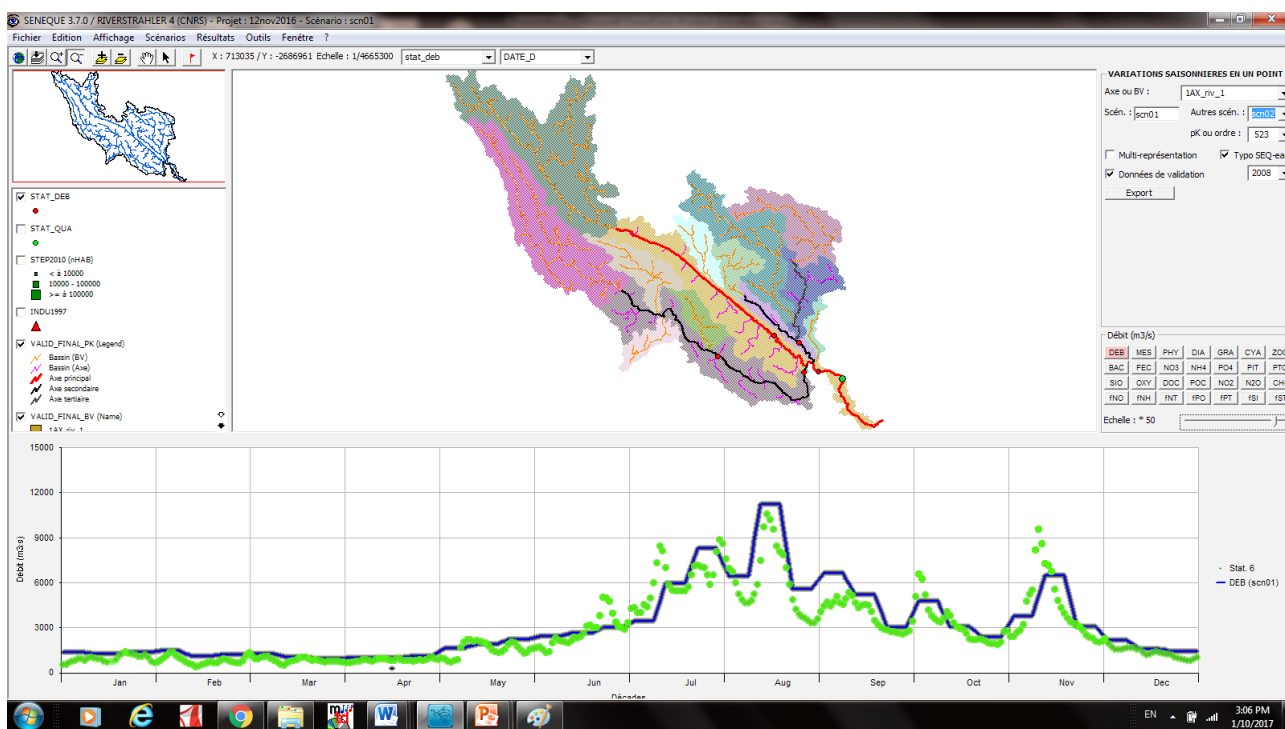 SENEQUE 3.7.0 / RIVERSTRAHLER 4 (CNRS) - Projet : 12nov2016 - Scénario : scn01
Fichier Edition Affichage Scénarios Résultats Outils Fenêtre ?
X : 713035 / Y : -2686961 Echelle : 1/4665300 stat_deb DATE_D
STAT_DEB
STAT_QUA
STEP2010 (nHAB)
< à 10000
10000 - 100000
>= à 100000
INDU1997
VALID_FINAL_PK (Legend)
Bassin (BV)
Bassin (Axe)
Axe principal
Axe secondaire
Axe tertiaire
VALID_FINAL_BV (Name)
1AX_riv_1
VARIATIONS SAISONNIERES EN UN POINT
Axe ou BV : 1AX_riv_1
Scén. : scn01 Autres scén. : scn02
pK ou ordre : 523
Multi-représentation Typo SEQ-ea
Données de validation 2008
Export
Débit (m3/s)
DEB MES PHY DIA GRA CYA ZOO
BAC FEC NO3 NH4 PO4 PIT PTO
SIO OXY DOC POC NO2 N2O CH
fNO fNH fNT fPO fPT fSI fST
Echelle : * 50
15000
12000
9000
6000
3000
0
Débit (m3/s)
Jan Feb Mar Apr May Jun Jul Aug Sep Oct Nov Dec
Décades
Stat. 6
DEB (scn01)
EN
3:06 PM
1/10/2017